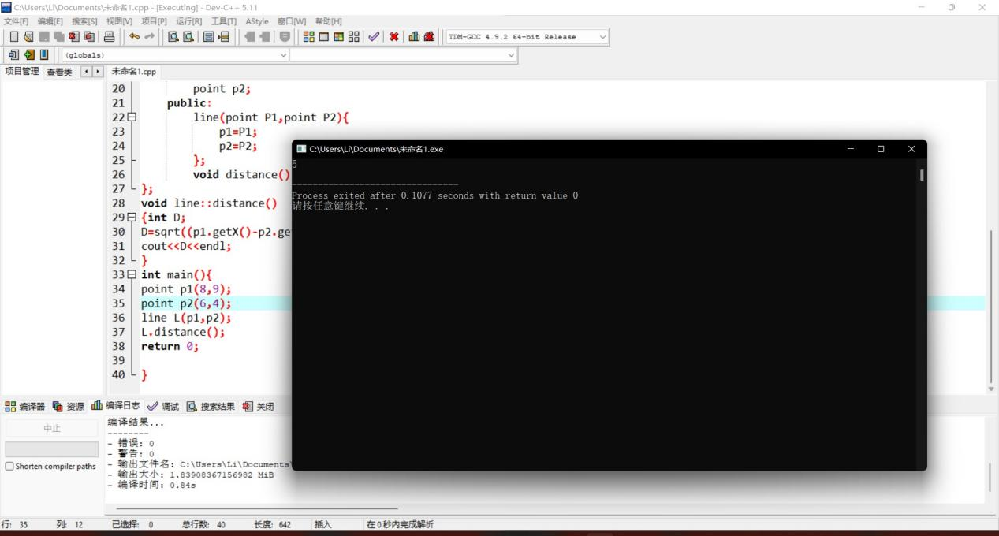 C:\Users\Li\Documents\未命名1.cpp - [Executing] - Dev-C++ 5.11
文件[F] 编辑[E] 搜索[S] 视图[V] 项目[P] 运行[R] 工具[T] AStyle 窗口[W] 帮助[H]
TDM-GCC 4.9.2 64-bit Release
(globals)
项目管理 查看类 未命名1.cpp
20 point p2;
21 public:
22 line(point P1,point P2){
23 p1=P1;
24 p2=P2;
25 };
26 void distance()
27 };
28 void line::distance()
29 {int D;
30 D=sqrt((p1.getX()-p2.ge
31 cout<<D<<endl;
32 }
33 int main(){
34 point p1(8,9);
35 point p2(6,4);
36 line L(p1,p2);
37 L.distance();
38 return 0;
39
40 }
C:\Users\Li\Documents\未命名1.exe
5
--------------------------------
Process exited after 0.1077 seconds with return value 0
请按任意键继续. . .
编译器 资源 编译日志 调试 搜索结果 关闭
中止
Shorten compiler paths
编译结果...
--------
- 错误: 0
- 警告: 0
- 输出文件名: C:\Users\Li\Documents\
- 输出大小: 1.83908367156982 MiB
- 编译时间: 0.84s
行: 35 列: 12 已选择: 0 总行数: 40 长度: 642 插入 在 0 秒内完成解析